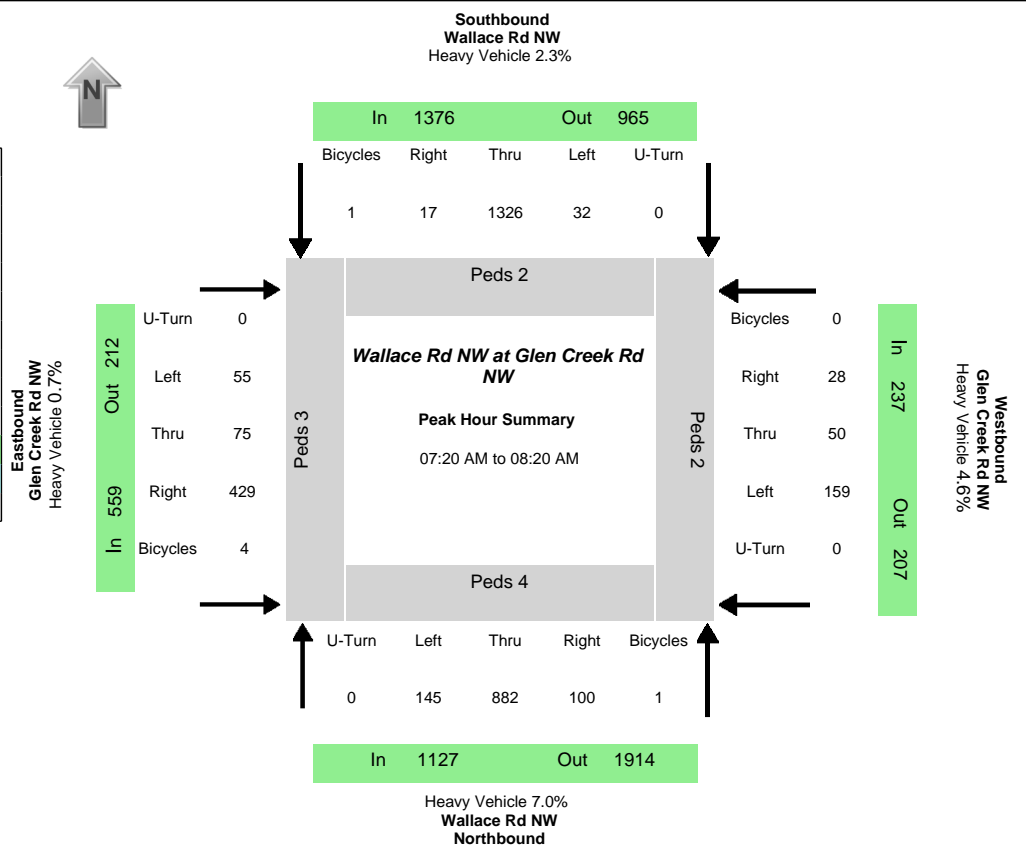 Southbound
Wallace Rd NW
Heavy Vehicle 2.3%
N
In 1376 Out 965
Bicycles Right Thru Left U-Turn
1 17 1326 32 0
Peds 2
Eastbound
Glen Creek Rd NW
Heavy Vehicle 0.7%
In 559 Out 212
U-Turn 0
Left 55
Thru 75
Right 429
Bicycles 4
Peds 3
Wallace Rd NW at Glen Creek Rd
NW
Peak Hour Summary
07:20 AM to 08:20 AM
Peds 2
Bicycles 0
Right 28
Thru 50
Left 159
U-Turn 0
In 237 Out 207
Westbound
Glen Creek Rd NW
Heavy Vehicle 4.6%
Peds 4
U-Turn Left Thru Right Bicycles
0 145 882 100 1
In 1127 Out 1914
Heavy Vehicle 7.0%
Wallace Rd NW
Northbound